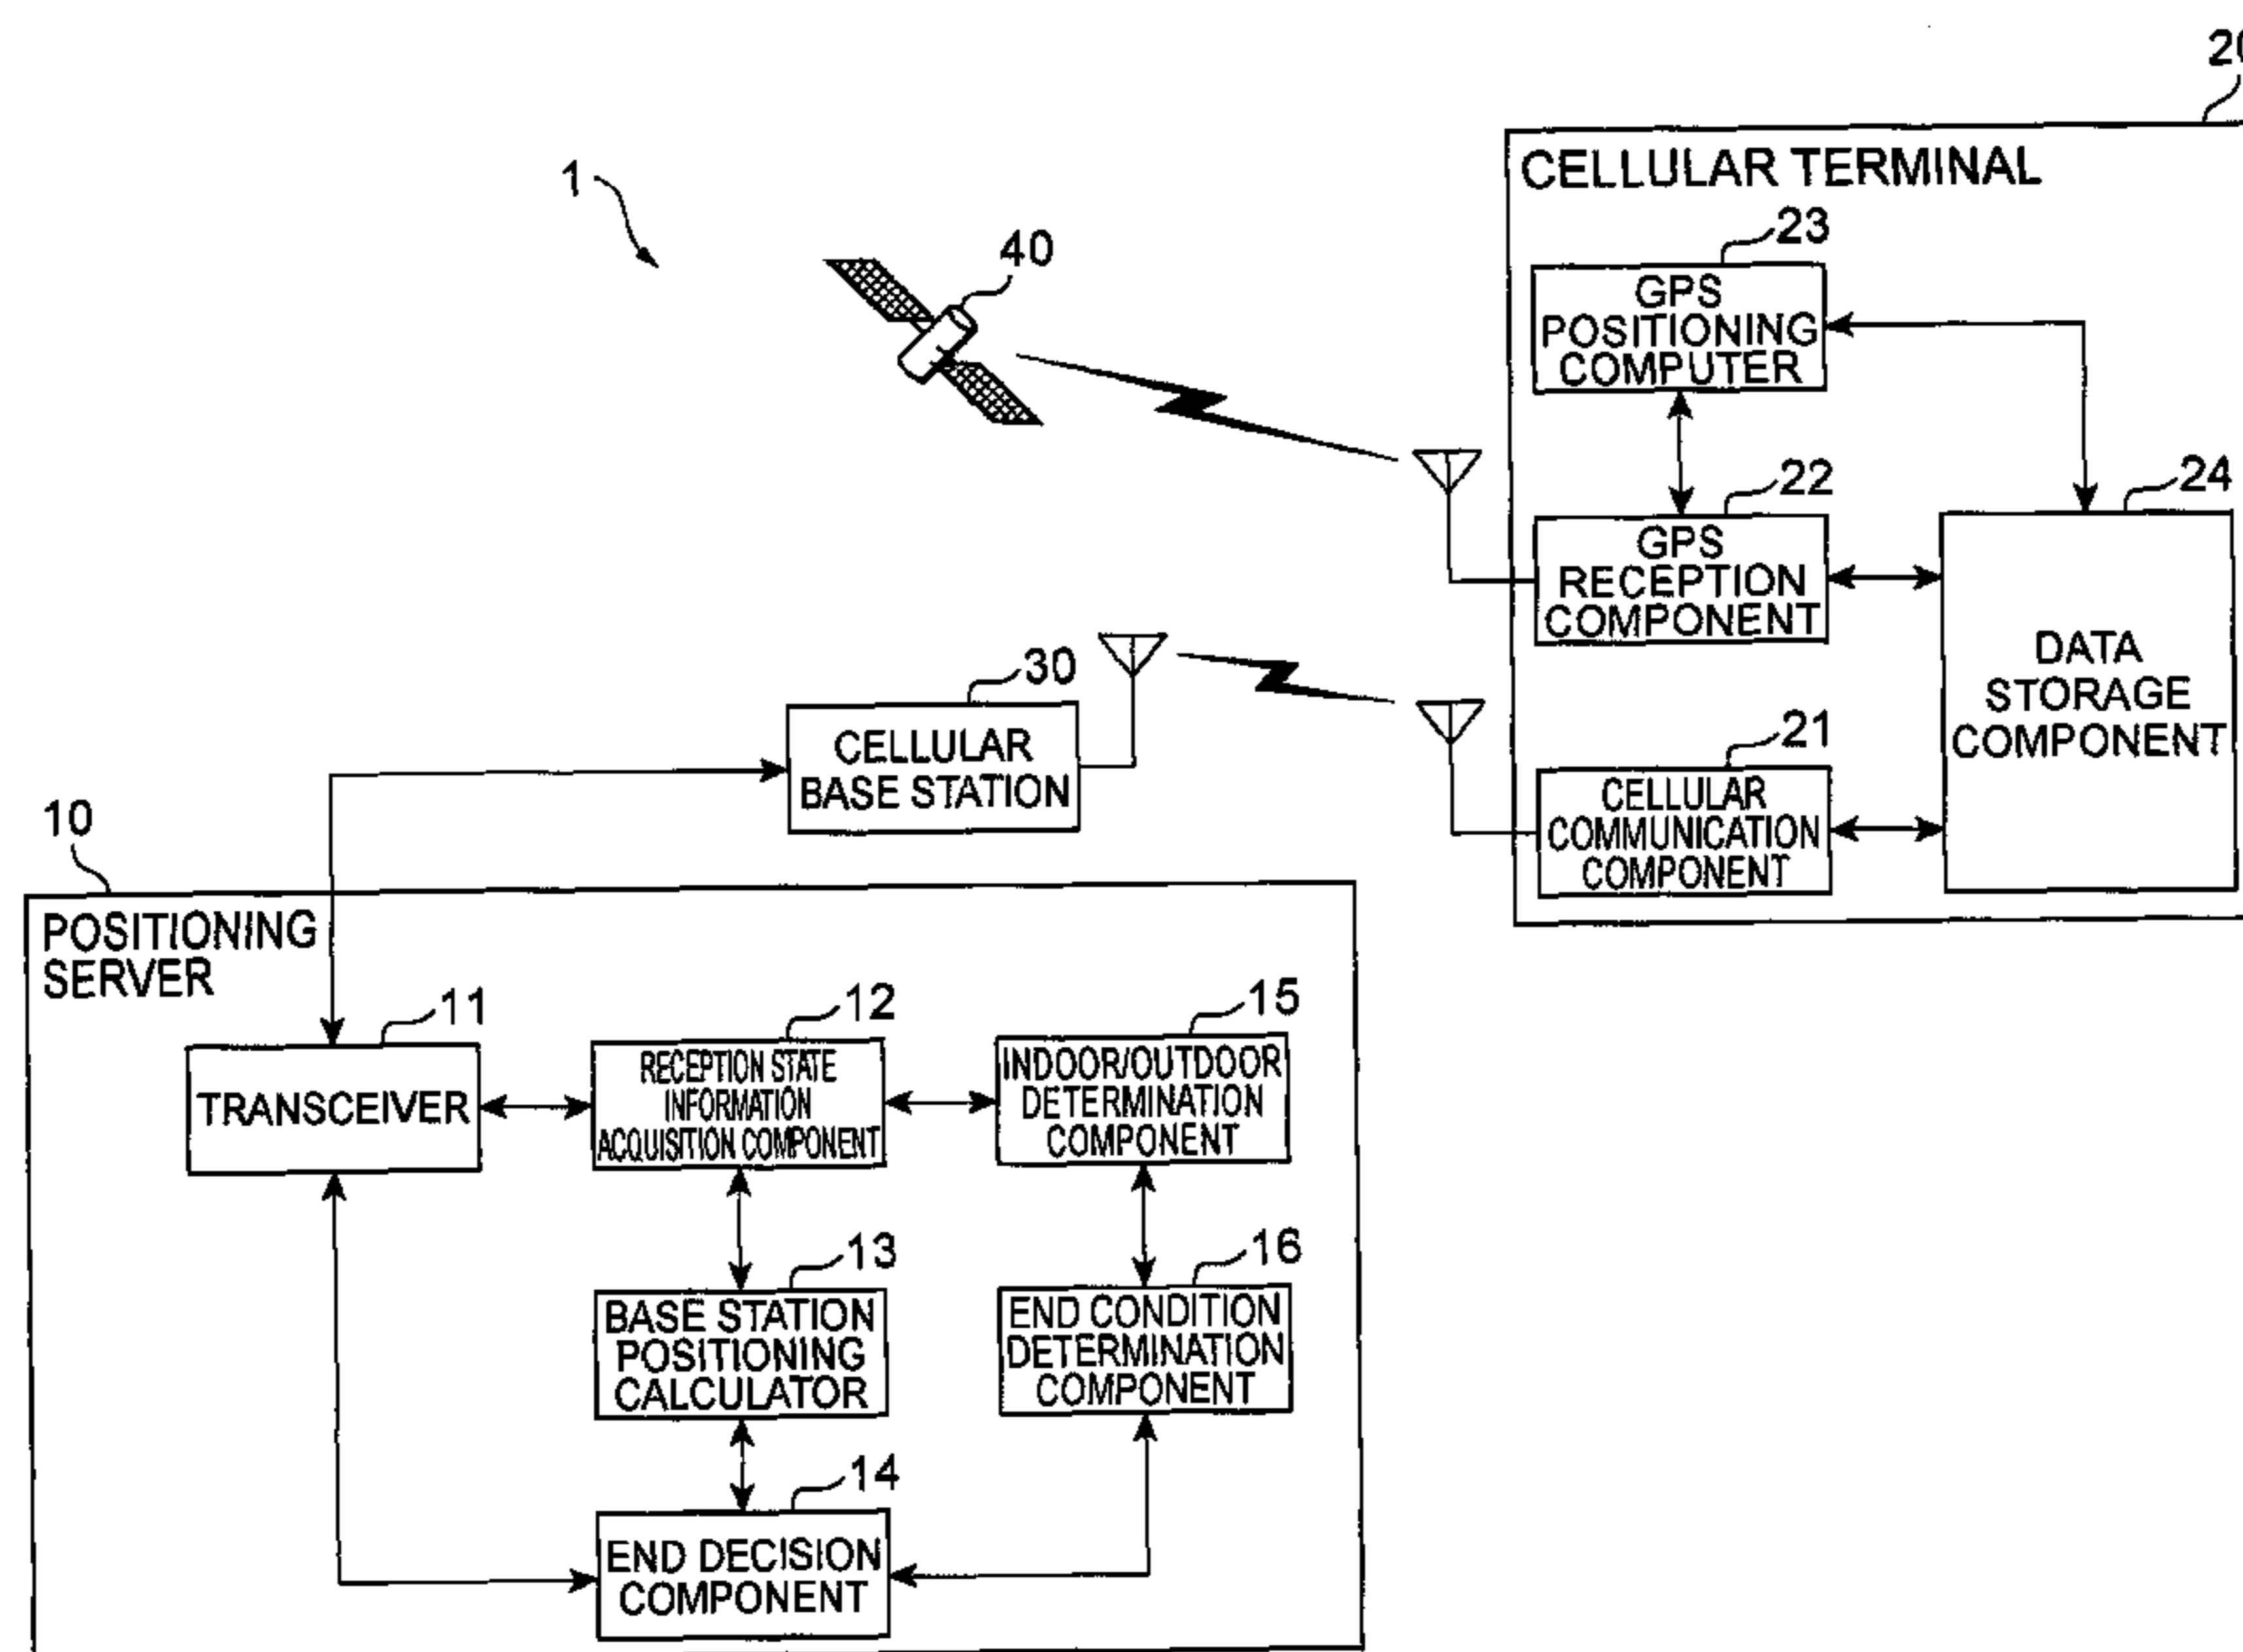 20
CELLULAR TERMINAL
1
40
23
GPS
POSITIONING
COMPUTER
22
GPS
RECEPTION
COMPONENT
24
DATA
STORAGE
COMPONENT
30
CELLULAR
BASE STATION
21
CELLULAR
COMMUNICATION
COMPONENT
10
POSITIONING
SERVER
11
TRANSCEIVER
12
RECEPTION STATE
INFORMATION
ACQUISITION COMPONENT
15
INDOOR/OUTDOOR
DETERMINATION
COMPONENT
13
BASE STATION
POSITIONING
CALCULATOR
16
END CONDITION
DETERMINATION
COMPONENT
14
END DECISION
COMPONENT